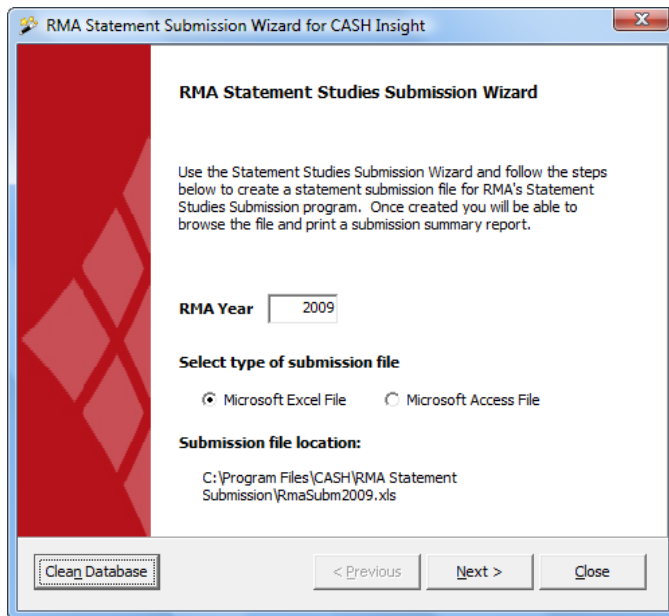 RMA Statement Submission Wizard for CASH Insight
RMA Statement Studies Submission Wizard
Use the Statement Studies Submission Wizard and follow the steps
below to create a statement submission file for RMA's Statement
Studies Submission program.  Once created you will be able to
browse the file and print a submission summary report.
RMA Year 2009
Select type of submission file
Microsoft Excel File Microsoft Access File
Submission file location:
C:\Program Files\CASH\RMA Statement
Submission\RmaSubm2009.xls
Clean Database < Previous Next > Close